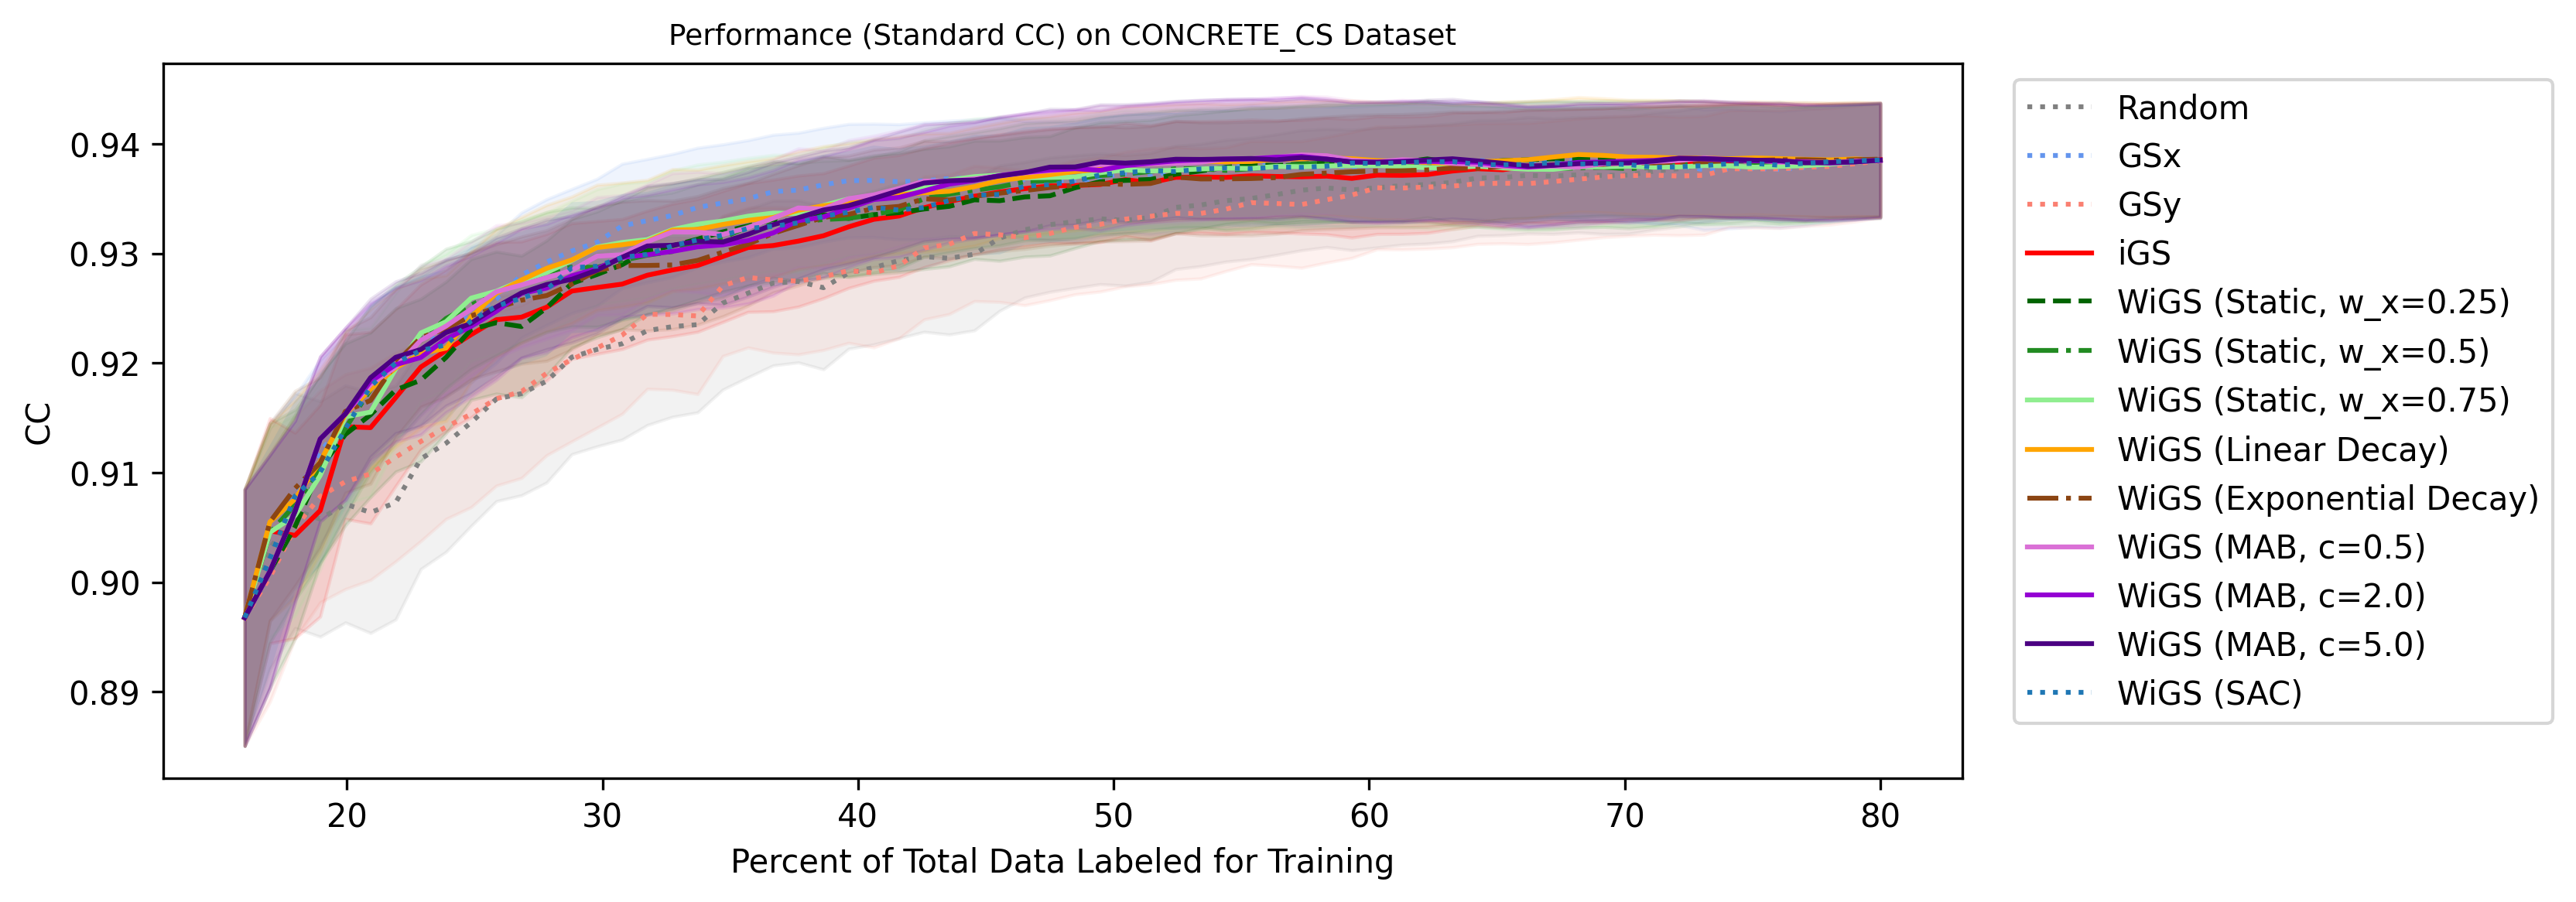 Performance (Standard CC) on CONCRETE_CS Dataset
CC
0.94
0.93
0.92
0.91
0.90
0.89
20
30
40
50
60
70
80
Percent of Total Data Labeled for Training
Random
GSx
GSy
iGS
WiGS (Static, w_x=0.25)
WiGS (Static, w_x=0.5)
WiGS (Static, w_x=0.75)
WiGS (Linear Decay)
WiGS (Exponential Decay)
WiGS (MAB, c=0.5)
WiGS (MAB, c=2.0)
WiGS (MAB, c=5.0)
WiGS (SAC)